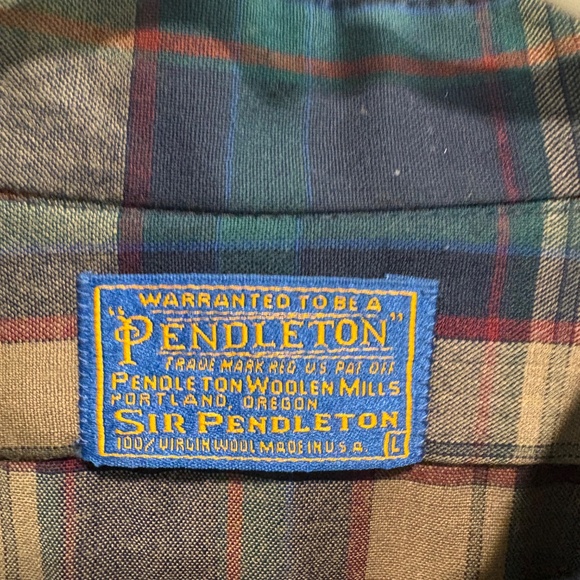 WARRANTED TO BE A
"PENDLETON"
TRADE MARK REG. U.S. PAT. OFF.
PENDLETON WOOLEN MILLS
PORTLAND, OREGON
SIR PENDLETON
100% VIRGIN WOOL MADE IN U.S.A. L